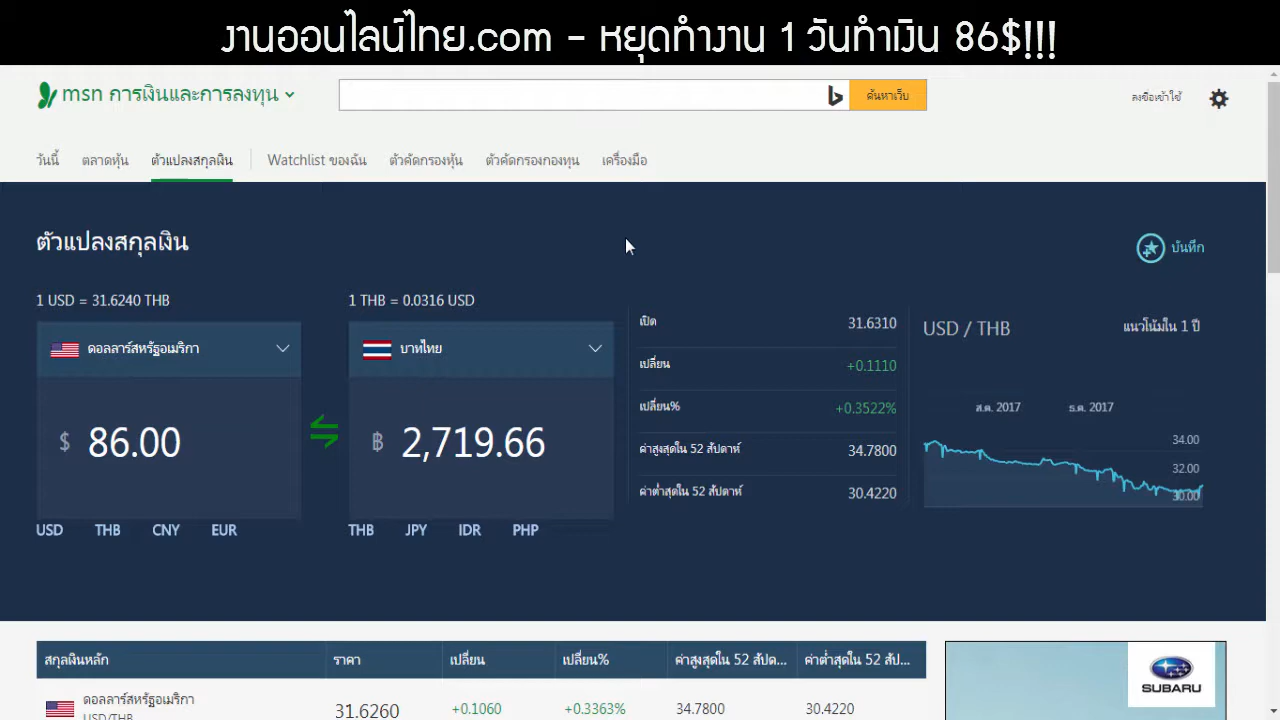 งานออนไลน์ไทย.com - หยุดทำงาน 1 วันทำเงิน 86$!!!
msn การเงินและการลงทุน
ค้นหาเว็บ
ลงชื่อเข้าใช้
วันนี้ ตลาดหุ้น ตัวแปลงสกุลเงิน Watchlist ของฉัน ตัวคัดกรองหุ้น ตัวคัดกรองกองทุน เครื่องมือ
ตัวแปลงสกุลเงิน
บันทึก
1 USD = 31.6240 THB
1 THB = 0.0316 USD
ดอลลาร์สหรัฐอเมริกา
บาทไทย
$ 86.00
฿ 2,719.66
USD THB CNY EUR
THB JPY IDR PHP
เปิด 31.6310
เปลี่ยน +0.1110
เปลี่ยน% +0.3522%
ค่าสูงสุดใน 52 สัปดาห์ 34.7800
ค่าต่ำสุดใน 52 สัปดาห์ 30.4220
USD / THB
แนวโน้มใน 1 ปี
ส.ค. 2017 ธ.ค. 2017
34.00
32.00
30.00
สกุลเงินหลัก ราคา เปลี่ยน เปลี่ยน% ค่าสูงสุดใน 52 สัปด... ค่าต่ำสุดใน 52 สัป...
ดอลลาร์สหรัฐอเมริกา
USD/THB
31.6260 +0.1060 +0.3363% 34.7800 30.4220
SUBARU